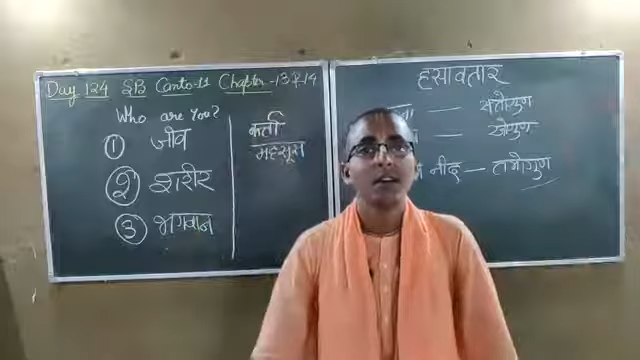 Day 124 SB Canto-11 Chapter-13 & 14
Who are You?
① जीव
② शरीर
③ भगवान
कर्ता
महसूस
हंसावतार
— सतोगुण
— रजोगुण
नींद — तमोगुण